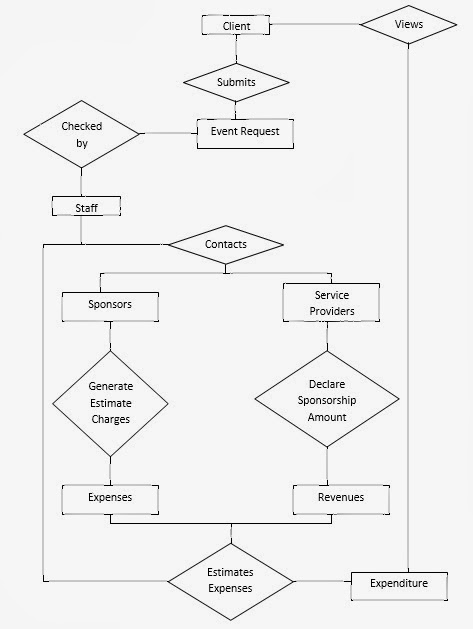 Client
Views
Submits
Checked
by
Event Request
Staff
Contacts
Sponsors
Service
Providers
Generate
Estimate
Charges
Declare
Sponsorship
Amount
Expenses
Revenues
Estimates
Expenses
Expenditure